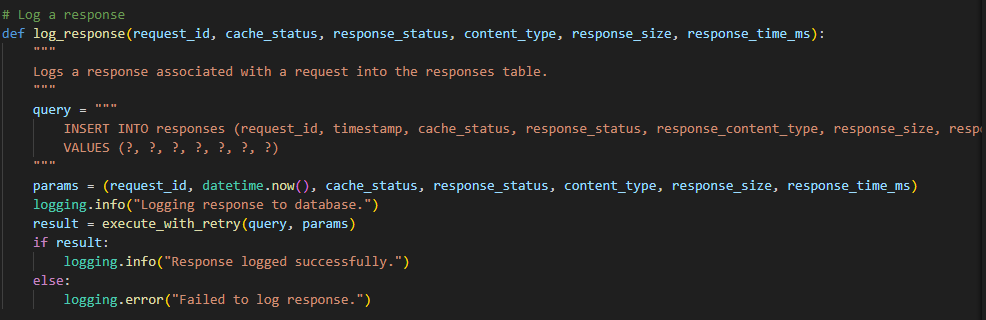 # Log a response
def log_response(request_id, cache_status, response_status, content_type, response_size, response_time_ms):
"""
Logs a response associated with a request into the responses table.
"""
query = """
INSERT INTO responses (request_id, timestamp, cache_status, response_status, response_content_type, response_size,
VALUES (?, ?, ?, ?, ?, ?, ?)
"""
params = (request_id, datetime.now(), cache_status, response_status, content_type, response_size, response_time_ms)
logging.info("Logging response to database.")
result = execute_with_retry(query, params)
if result:
logging.info("Response logged successfully.")
else:
logging.error("Failed to log response.")